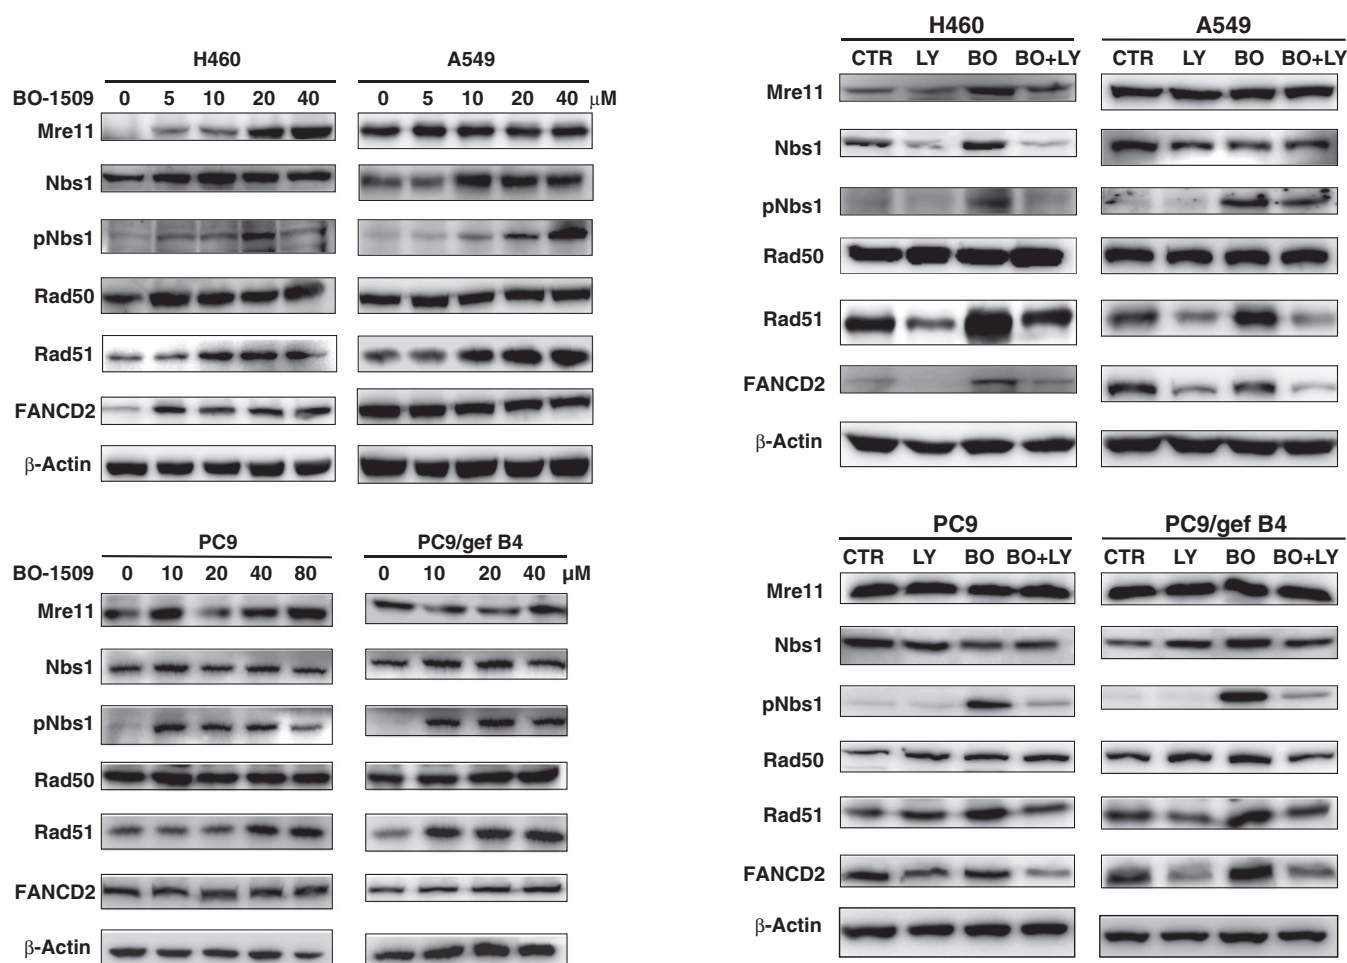 H460 A549
BO-1509 0 5 10 20 40 0 5 10 20 40 μM
Mre11
Nbs1
pNbs1
Rad50
Rad51
FANCD2
β-Actin
PC9 PC9/gef B4
BO-1509 0 10 20 40 80 0 10 20 40 μM
Mre11
Nbs1
pNbs1
Rad50
Rad51
FANCD2
β-Actin
H460 A549
CTR LY BO BO+LY CTR LY BO BO+LY
Mre11
Nbs1
pNbs1
Rad50
Rad51
FANCD2
β-Actin
PC9 PC9/gef B4
CTR LY BO BO+LY CTR LY BO BO+LY
Mre11
Nbs1
pNbs1
Rad50
Rad51
FANCD2
β-Actin